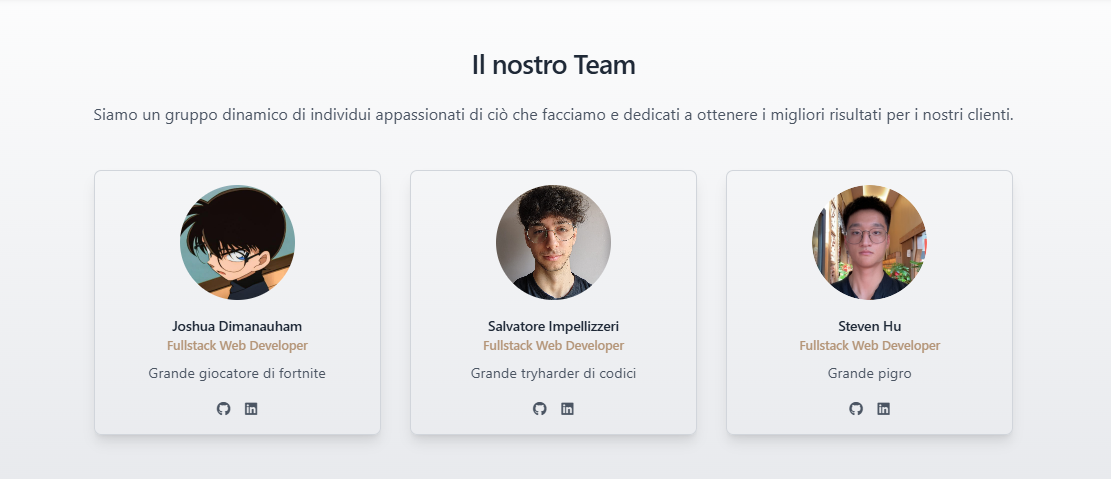 Il nostro Team
Siamo un gruppo dinamico di individui appassionati di ciò che facciamo e dedicati a ottenere i migliori risultati per i nostri clienti.
Joshua Dimanauham
Fullstack Web Developer
Grande giocatore di fortnite
Salvatore Impellizzeri
Fullstack Web Developer
Grande tryharder di codici
Steven Hu
Fullstack Web Developer
Grande pigro